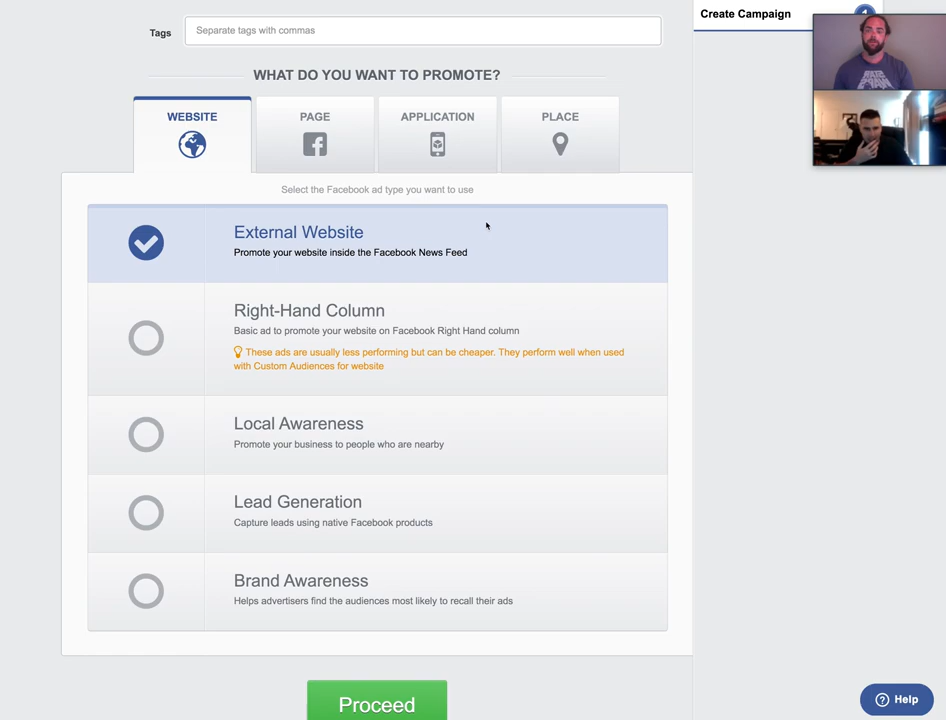 Tags
Separate tags with commas
Create Campaign
WHAT DO YOU WANT TO PROMOTE?
WEBSITE
PAGE
APPLICATION
PLACE
Select the Facebook ad type you want to use
External Website
Promote your website inside the Facebook News Feed
Right-Hand Column
Basic ad to promote your website on Facebook Right Hand column
These ads are usually less performing but can be cheaper. They perform well when used
with Custom Audiences for website
Local Awareness
Promote your business to people who are nearby
Lead Generation
Capture leads using native Facebook products
Brand Awareness
Helps advertisers find the audiences most likely to recall their ads
Proceed
Help